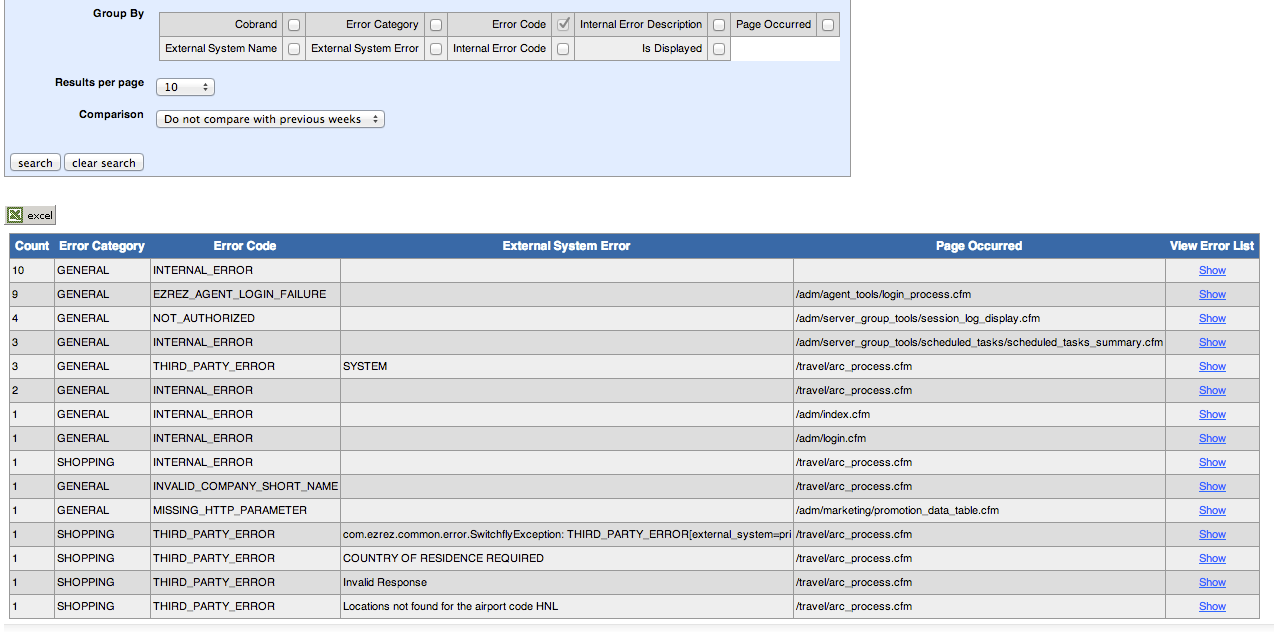 Group By
Cobrand Error Category Error Code Internal Error Description Page Occurred
External System Name External System Error Internal Error Code Is Displayed
Results per page 10
Comparison Do not compare with previous weeks
search clear search
excel
Count Error Category Error Code External System Error Page Occurred View Error List
10 GENERAL INTERNAL_ERROR Show
9 GENERAL EZREZ_AGENT_LOGIN_FAILURE /adm/agent_tools/login_process.cfm Show
4 GENERAL NOT_AUTHORIZED /adm/server_group_tools/session_log_display.cfm Show
3 GENERAL INTERNAL_ERROR /adm/server_group_tools/scheduled_tasks/scheduled_tasks_summary.cfm Show
3 GENERAL THIRD_PARTY_ERROR SYSTEM /travel/arc_process.cfm Show
2 GENERAL INTERNAL_ERROR /travel/arc_process.cfm Show
1 GENERAL INTERNAL_ERROR /adm/index.cfm Show
1 GENERAL INTERNAL_ERROR /adm/login.cfm Show
1 SHOPPING INTERNAL_ERROR /travel/arc_process.cfm Show
1 GENERAL INVALID_COMPANY_SHORT_NAME /travel/arc_process.cfm Show
1 GENERAL MISSING_HTTP_PARAMETER /adm/marketing/promotion_data_table.cfm Show
1 SHOPPING THIRD_PARTY_ERROR com.ezrez.common.error.SwitchflyException: THIRD_PARTY_ERROR[external_system=pri /travel/arc_process.cfm Show
1 SHOPPING THIRD_PARTY_ERROR COUNTRY OF RESIDENCE REQUIRED /travel/arc_process.cfm Show
1 SHOPPING THIRD_PARTY_ERROR Invalid Response /travel/arc_process.cfm Show
1 SHOPPING THIRD_PARTY_ERROR Locations not found for the airport code HNL /travel/arc_process.cfm Show